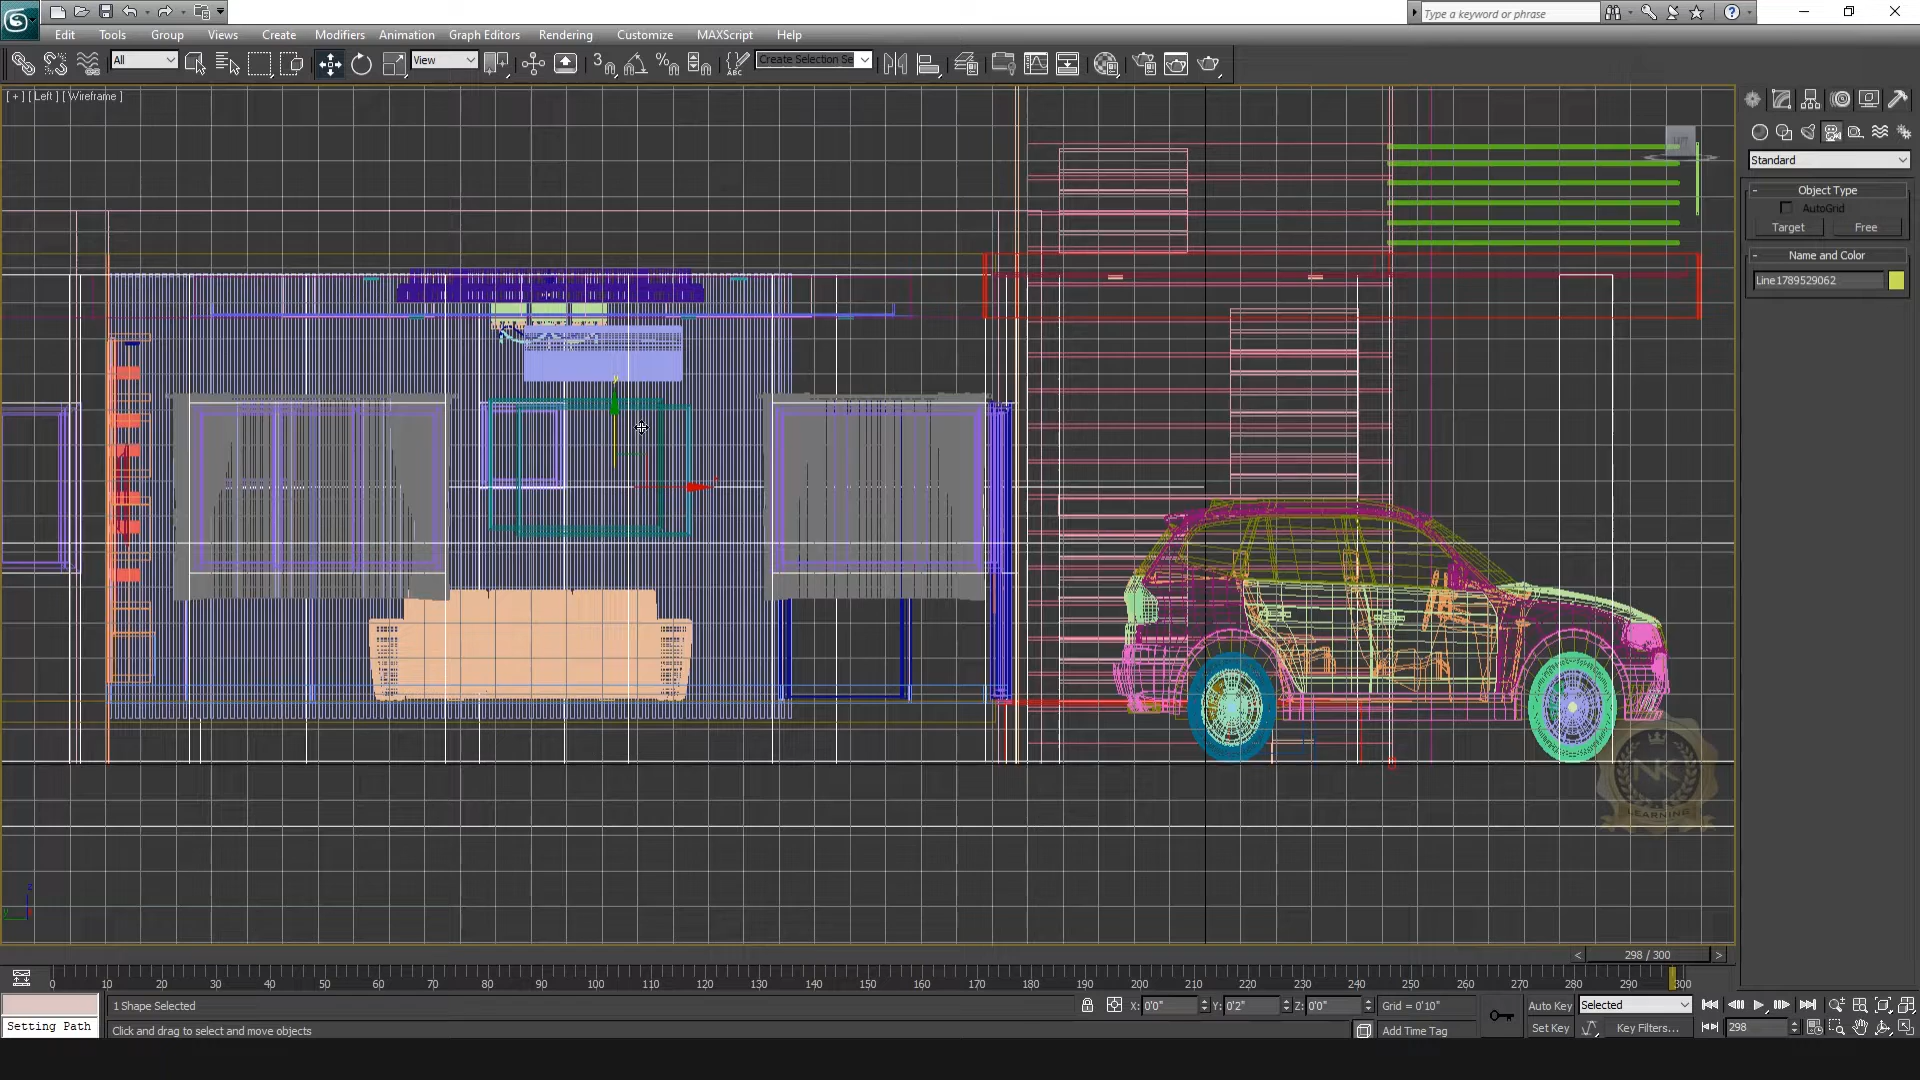 Type a keyword or phrase
Edit Tools Group Views Create Modifiers Animation Graph Editors Rendering Customize MAXScript Help
All View Create Selection Se
[ + ] [ Left ] [ Wireframe ]
Standard
Object Type
AutoGrid
Target Free
Name and Color
Line1789529062
NK
LEARNING
298 / 300
0 10 20 30 40 50 60 70 80 90 100 110 120 130 140 150 160 170 180 190 200 210 220 230 240 250 260 270 280 290 300
1 Shape Selected X: 0'0" Y: 0'2" Z: 0'0" Grid = 0'10" Auto Key Selected
Setting Path Click and drag to select and move objects Add Time Tag Set Key Key Filters... 298